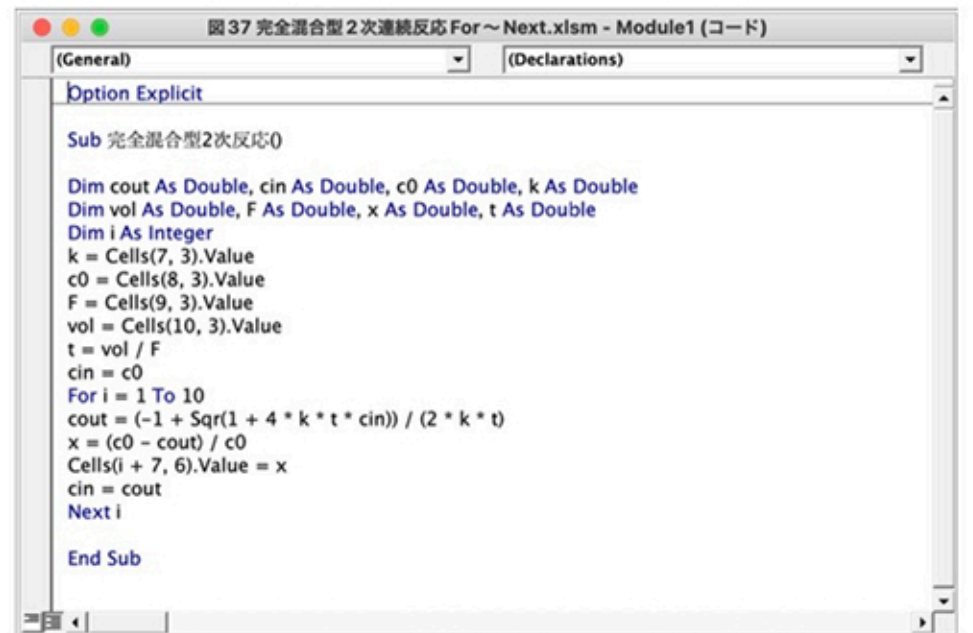 図37 完全混合型2次連続反応For～Next.xlsm - Module1 (コード)
(General) (Declarations)
Option Explicit
Sub 完全混合型2次反応()
Dim cout As Double, cin As Double, c0 As Double, k As Double
Dim vol As Double, F As Double, x As Double, t As Double
Dim i As Integer
k = Cells(7, 3).Value
c0 = Cells(8, 3).Value
F = Cells(9, 3).Value
vol = Cells(10, 3).Value
t = vol / F
cin = c0
For i = 1 To 10
cout = (-1 + Sqr(1 + 4 * k * t * cin)) / (2 * k * t)
x = (c0 - cout) / c0
Cells(i + 7, 6).Value = x
cin = cout
Next i
End Sub